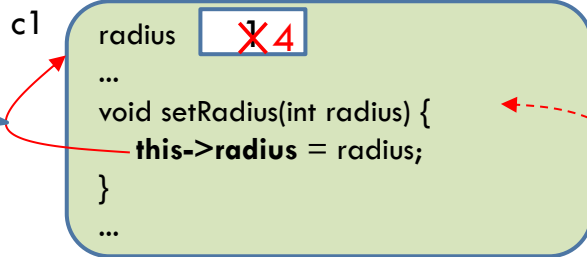 c1
radius 1 4
...
void setRadius(int radius) {
this->radius = radius;
}
...